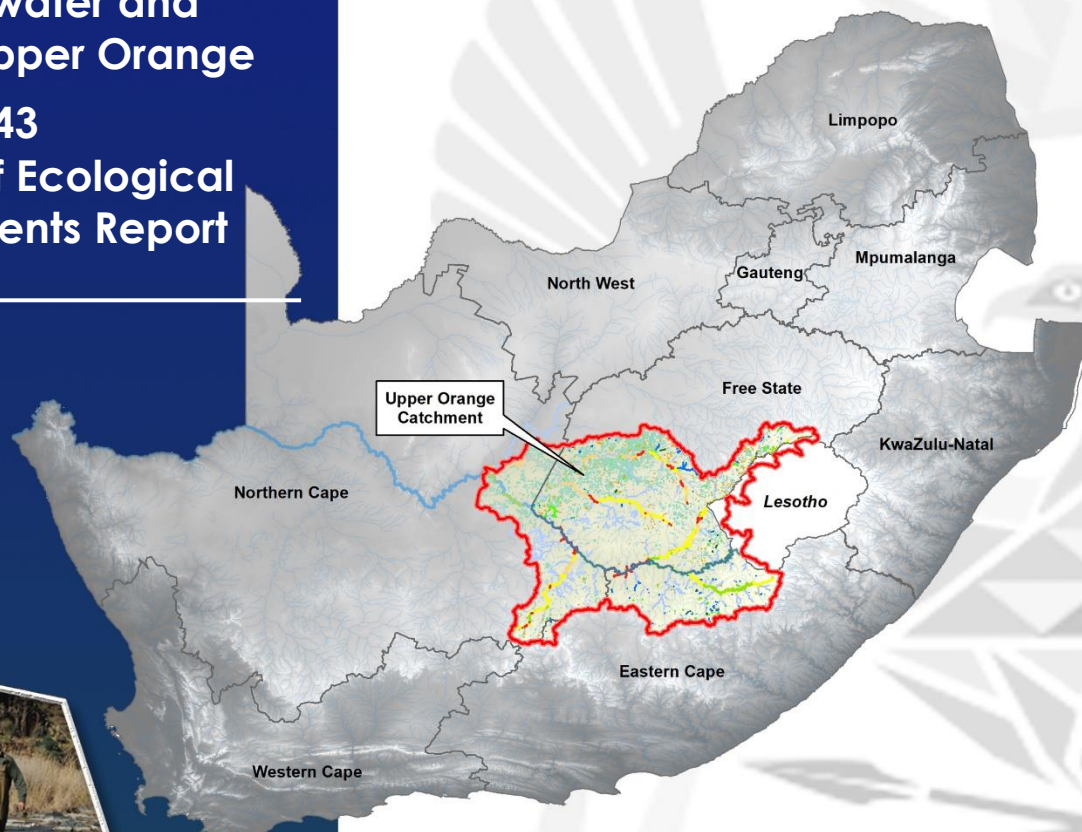 water and
pper Orange
43
f Ecological
ents Report
Limpopo
Mpumalanga
Gauteng
North West
Free State
Upper Orange
Catchment
KwaZulu-Natal
Northern Cape
Lesotho
Eastern Cape
Western Cape